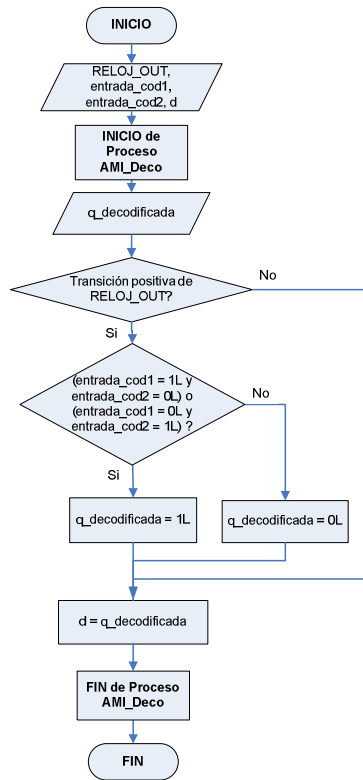 INICIO
RELOJ_OUT,
entrada_cod1,
entrada_cod2, d
INICIO de
Proceso
AMI_Deco
q_decodificada
Transición positiva de
RELOJ_OUT?
No
Si
(entrada_cod1 = 1L y
entrada_cod2 = 0L) o
(entrada_cod1 = 0L y
entrada_cod2 = 1L) ?
No
Si
q_decodificada = 1L
q_decodificada = 0L
d = q_decodificada
FIN de Proceso
AMI_Deco
FIN